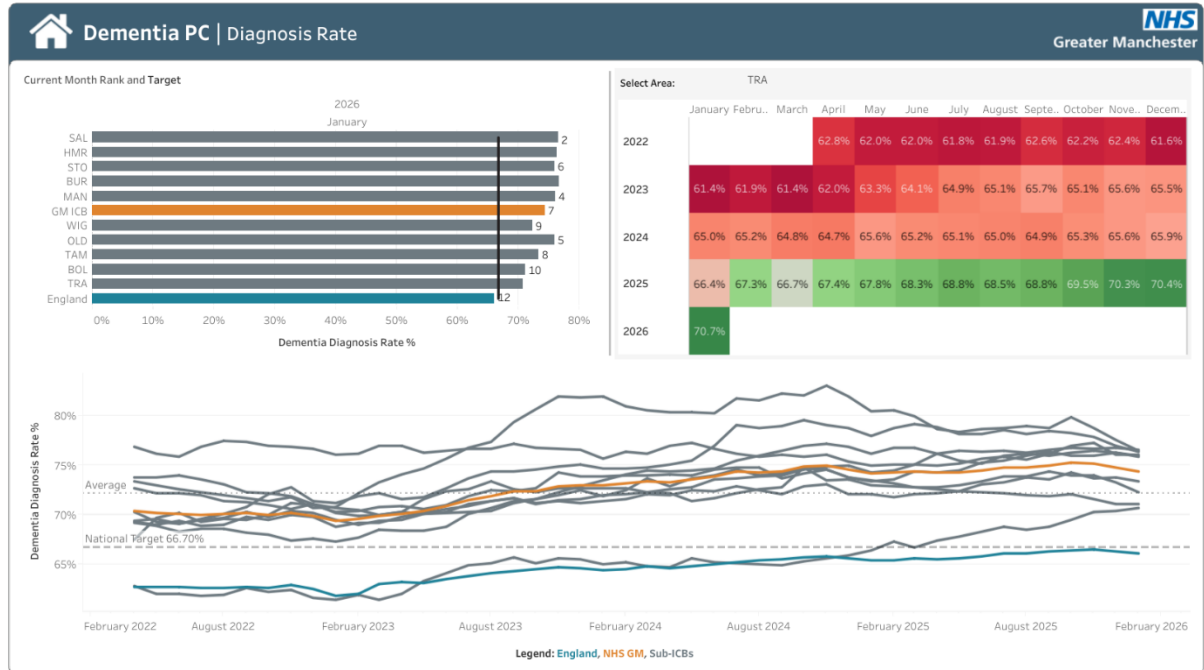 Dementia PC | Diagnosis Rate
NHS
Greater Manchester
Current Month Rank and Target
2026
January
SAL 2
HMR
STO 6
BUR
MAN 4
GM ICB 7
WIG 9
OLD 5
TAM 8
BOL 10
TRA
England 12
0% 10% 20% 30% 40% 50% 60% 70% 80%
Dementia Diagnosis Rate %
Select Area: TRA
January Febru.. March April May June July August Septe.. October Nove.. Decem..
2022 62.8% 62.0% 62.0% 61.8% 61.9% 62.6% 62.2% 62.4% 61.6%
2023 61.4% 61.9% 61.4% 62.0% 63.3% 64.1% 64.9% 65.1% 65.7% 65.1% 65.6% 65.5%
2024 65.0% 65.2% 64.8% 64.7% 65.6% 65.2% 65.1% 65.0% 64.9% 65.3% 65.6% 65.9%
2025 66.4% 67.3% 66.7% 67.4% 67.8% 68.3% 68.8% 68.5% 68.8% 69.5% 70.3% 70.4%
2026 70.7%
Dementia Diagnosis Rate %
80%
75%
Average
70%
National Target 66.70%
65%
February 2022 August 2022 February 2023 August 2023 February 2024 August 2024 February 2025 August 2025 February 2026
Legend: England, NHS GM, Sub-ICBs